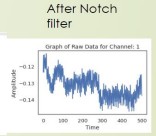 After Notch
filter
Graph of Raw Data for Channel: 1
Amplitude
−0.12
−0.13
−0.14
0 100 200 300 400 500
Time